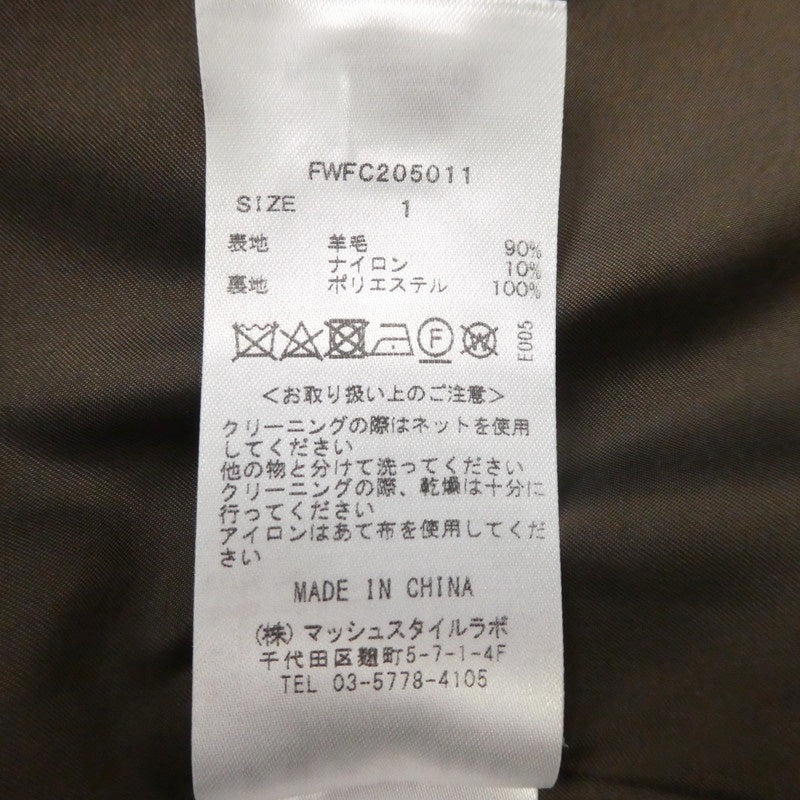 FWFC205011
SIZE 1
表地 羊毛 90%
ナイロン 10%
裏地 ポリエステル 100%
F W E005
<お取り扱い上のご注意>
クリーニングの際はネットを使用
してください
他の物と分けて洗ってください
クリーニングの際、乾燥は十分に
行ってください
アイロンはあて布を使用してくだ
さい
MADE IN CHINA
(株)マッシュスタイルラボ
千代田区麹町5-7-1-4F
TEL 03-5778-4105